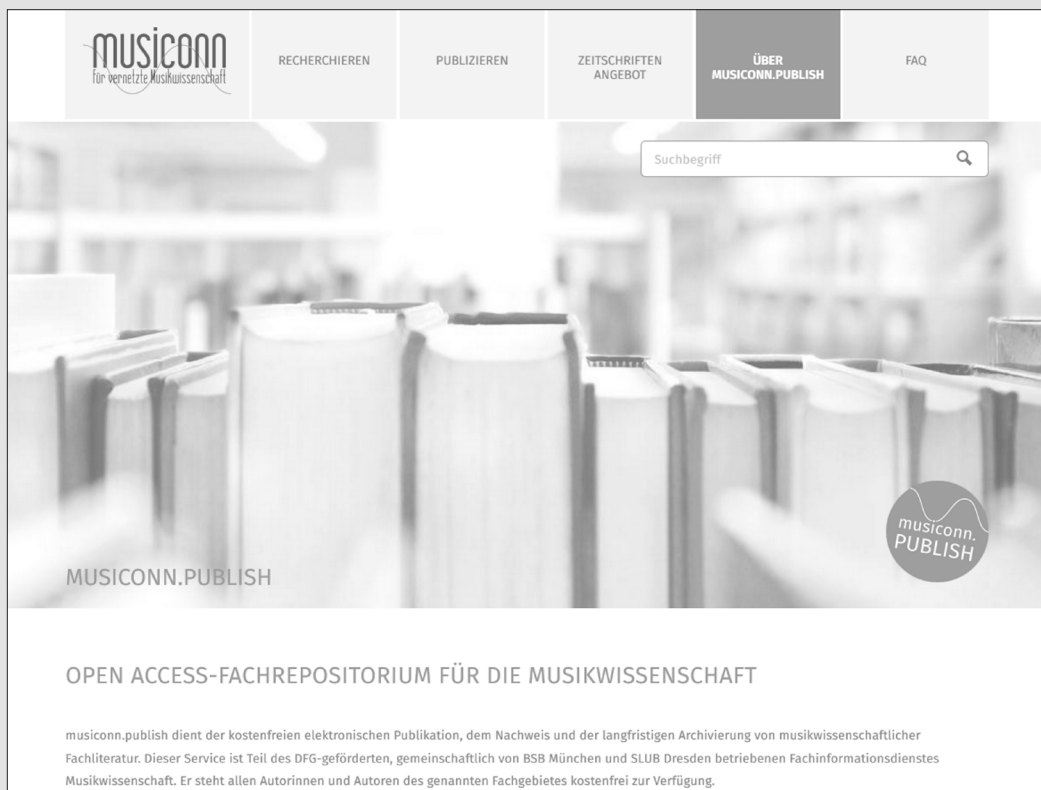 musiconn
für vernetzte Musikwissenschaft
RECHERCHIEREN
PUBLIZIEREN
ZEITSCHRIFTEN
ANGEBOT
ÜBER
MUSICONN.PUBLISH
FAQ
Suchbegriff
musiconn.
PUBLISH
MUSICONN.PUBLISH
OPEN ACCESS-FACHREPOSITORIUM FÜR DIE MUSIKWISSENSCHAFT
musiconn.publish dient der kostenfreien elektronischen Publikation, dem Nachweis und der langfristigen Archivierung von musikwissenschaftlicher
Fachliteratur. Dieser Service ist Teil des DFG-geförderten, gemeinschaftlich von BSB München und SLUB Dresden betriebenen Fachinformationsdienstes
Musikwissenschaft. Er steht allen Autorinnen und Autoren des genannten Fachgebietes kostenfrei zur Verfügung.